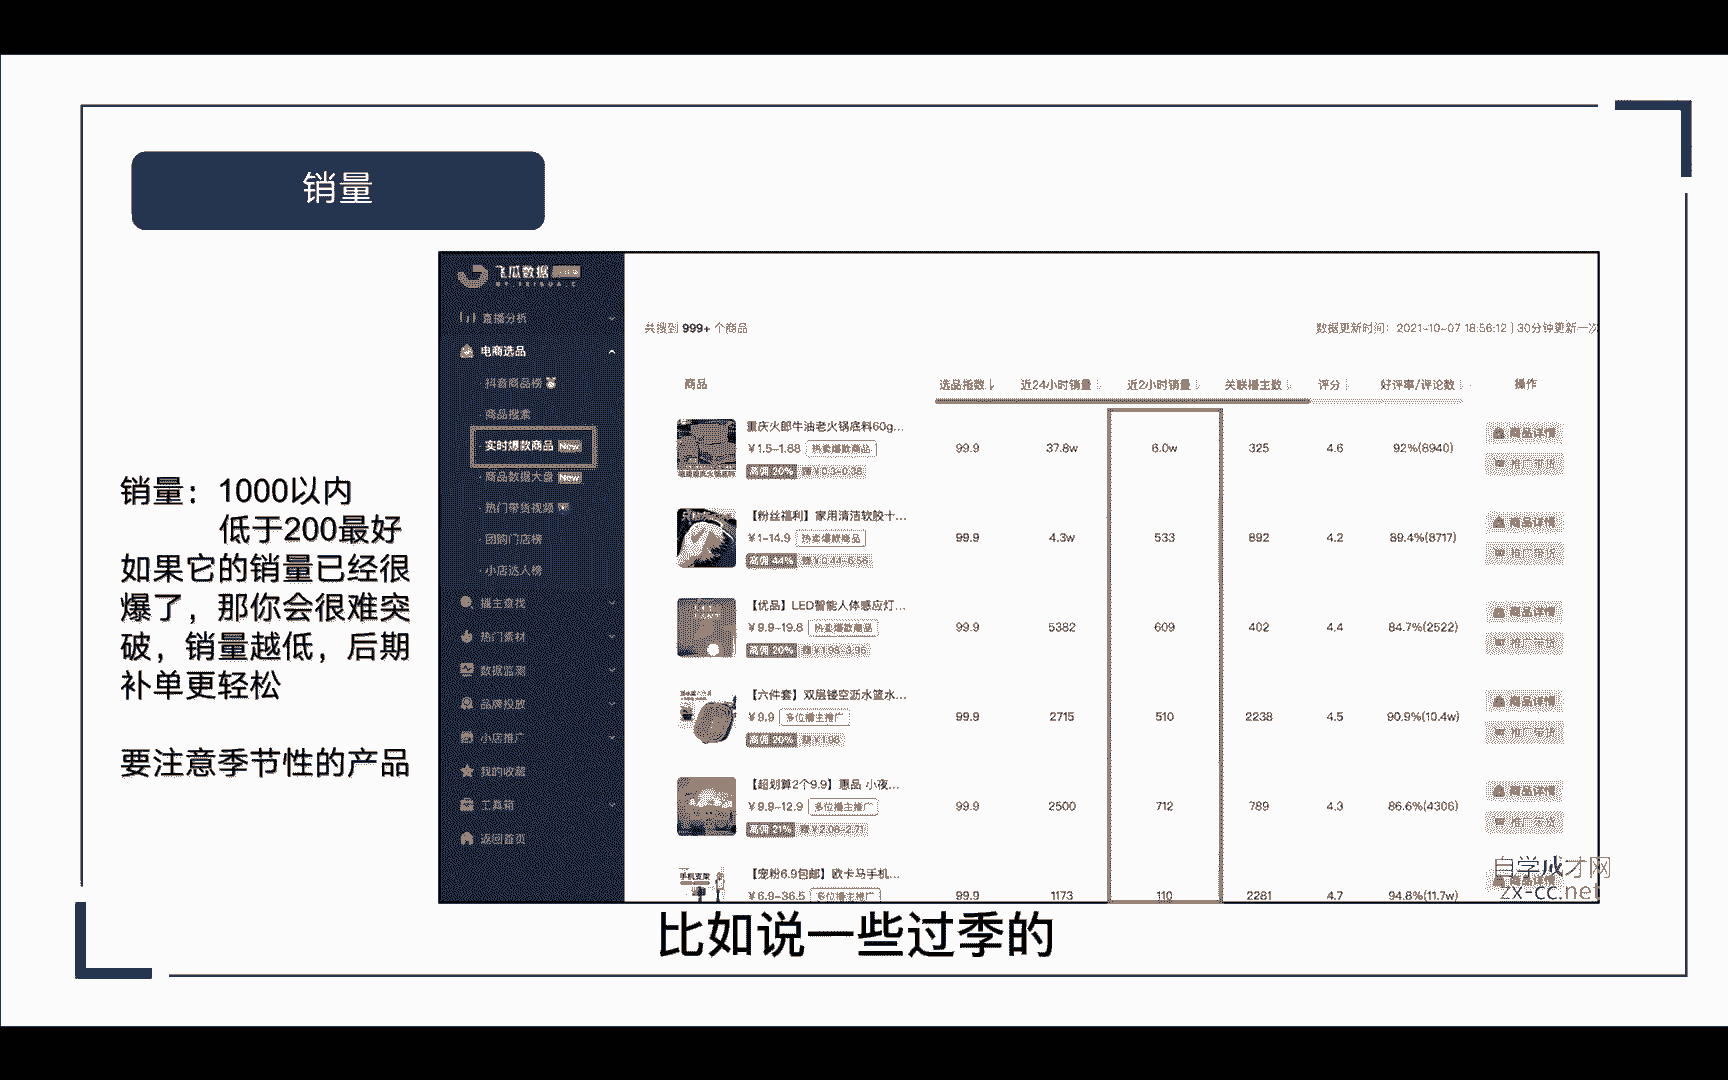 销量
销量：1000以内
低于200最好
如果它的销量已经很
爆了，那你会很难突
破，销量越低，后期
补单更轻松
要注意季节性的产品
飞瓜数据
直播分析
电商选品
抖音商品榜
商品搜索
实时爆款商品 New
商品数据大盘 New
热门带货视频
团购门店榜
小店达人榜
播主查找
热门素材
数据监测
品牌投放
小店推广
我的收藏
工具箱
返回首页
共搜到 999+ 个商品
数据更新时间：2021-10-07 18:56:12 | 30分钟更新一次
商品 选品指数 近24小时销量 近2小时销量 关联播主数 评分 好评率/评论数 操作
重庆火郎牛油老火锅底料60g...
¥1.5-1.88 热卖爆款商品
高佣 20% 赚¥0.3-0.38
99.9 37.8w 6.0w 325 4.6 92%(8940)
商品详情
推广带货
【粉丝福利】家用清洁软胶十...
¥1-14.9 热卖爆款商品
高佣 44% 赚¥0.44-6.56
99.9 4.3w 533 892 4.2 89.4%(8717)
商品详情
推广带货
【优品】LED智能人体感应灯...
¥9.9-19.8 热卖爆款商品
高佣 20% 赚¥1.98-3.96
99.9 5382 609 402 4.4 84.7%(2522)
商品详情
推广带货
【六件套】双层镂空沥水篮水...
¥9.9 多位播主推广
高佣 20% 赚¥1.98
99.9 2715 510 2238 4.5 90.9%(10.4w)
商品详情
推广带货
【超划算2个9.9】惠品 小夜...
¥9.9-12.9 多位播主推广
高佣 21% 赚¥2.08-2.71
99.9 2500 712 789 4.3 86.6%(4306)
商品详情
推广带货
手机支架
【宠粉6.9包邮】欧卡马手机...
¥6.9-36.5 多位播主推广
99.9 1173 110 2281 4.7 94.8%(11.7w)
商品详情
自学成才网
zx-cc.net
比如说一些过季的